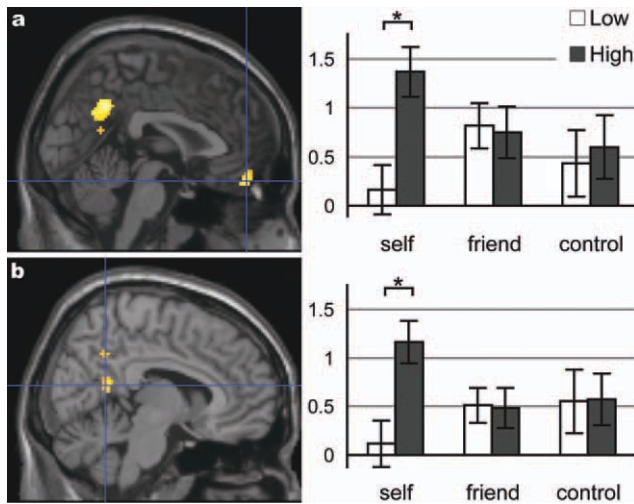 a
*
Low
High
1.5
1
0.5
0
self friend control
b
*
1.5
1
0.5
0
self friend control